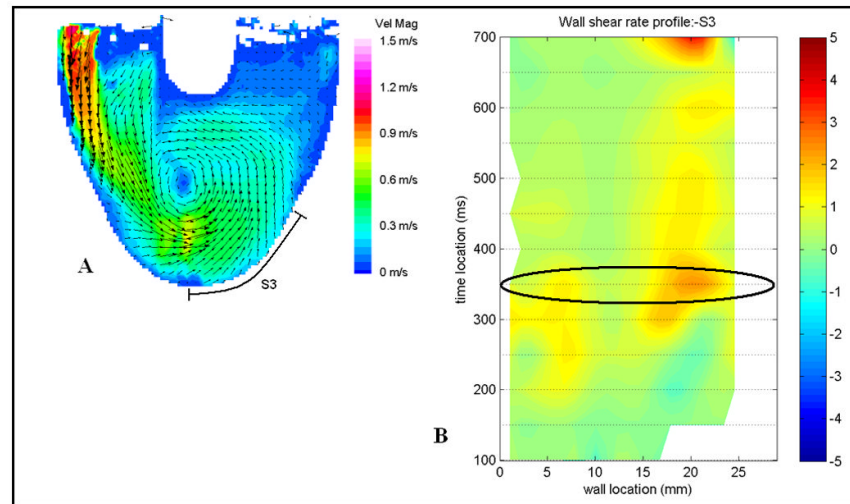 Vel Mag
1.5 m/s
1.2 m/s
0.9 m/s
0.6 m/s
0.3 m/s
0 m/s
A
S3
Wall shear rate profile:-S3
700
600
500
400
300
200
100
time location (ms)
0 5 10 15 20 25
wall location (mm)
B
5
4
3
2
1
0
-1
-2
-3
-4
-5